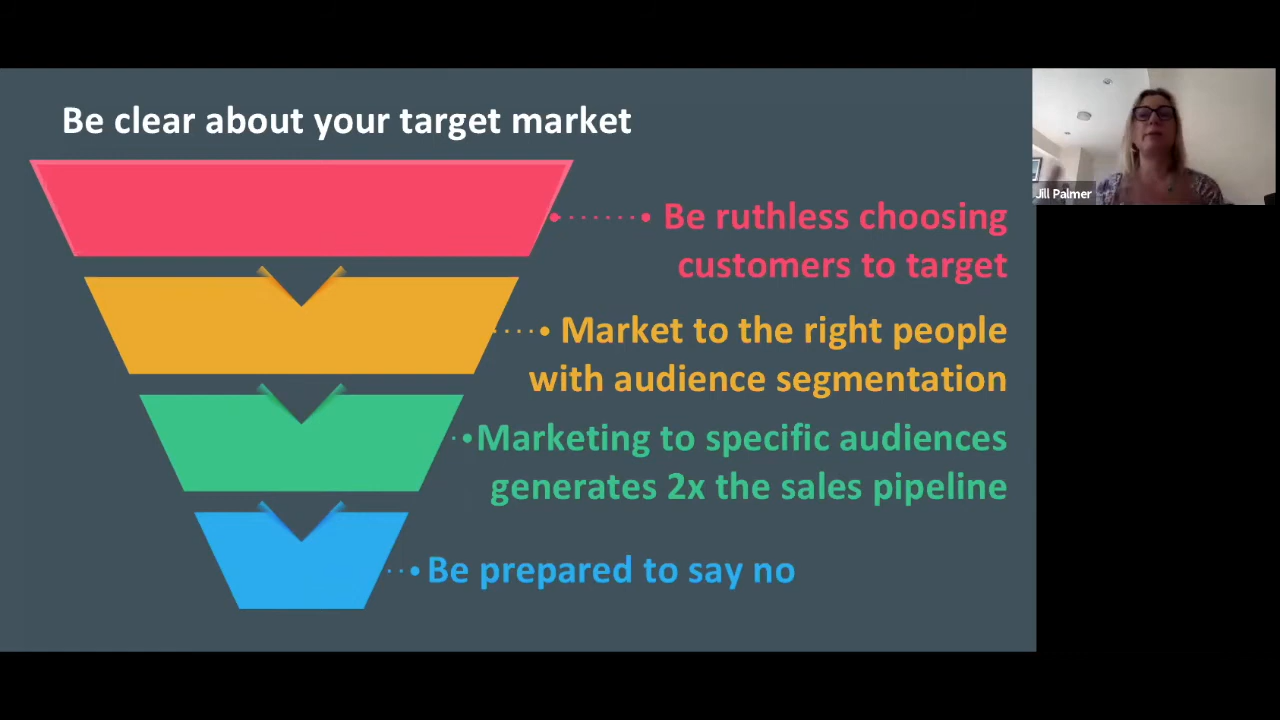 Be clear about your target market
Be ruthless choosing
customers to target
Market to the right people
with audience segmentation
Marketing to specific audiences
generates 2x the sales pipeline
Be prepared to say no
Jill Palmer